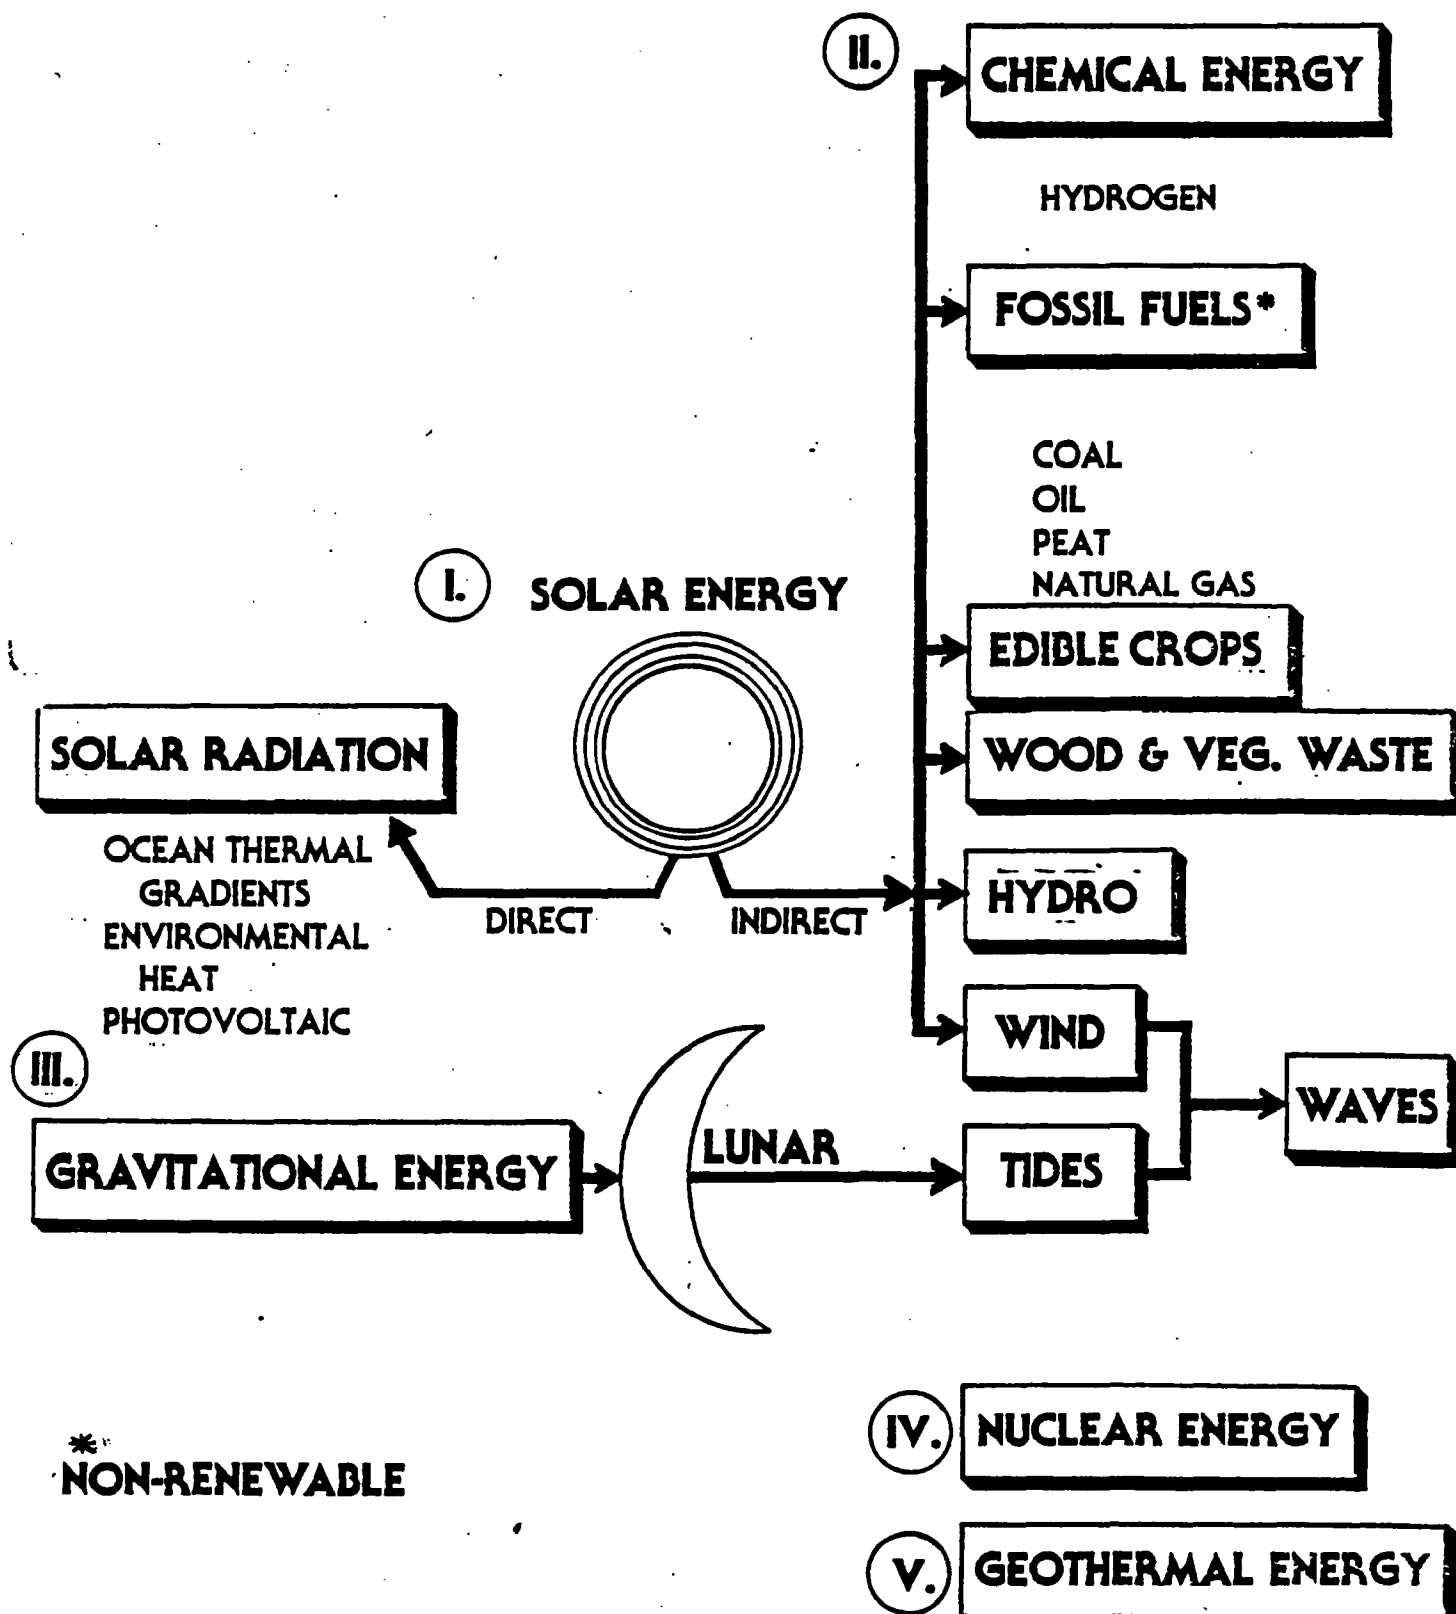 II.
CHEMICAL ENERGY
HYDROGEN
FOSSIL FUELS*
COAL
OIL
PEAT
NATURAL GAS
I.
SOLAR ENERGY
EDIBLE CROPS
SOLAR RADIATION
WOOD & VEG. WASTE
OCEAN THERMAL
GRADIENTS
ENVIRONMENTAL
HEAT
PHOTOVOLTAIC
DIRECT
INDIRECT
HYDRO
WIND
III.
WAVES
GRAVITATIONAL ENERGY
LUNAR
TIDES
IV.
NUCLEAR ENERGY
*
NON-RENEWABLE
V.
GEOTHERMAL ENERGY